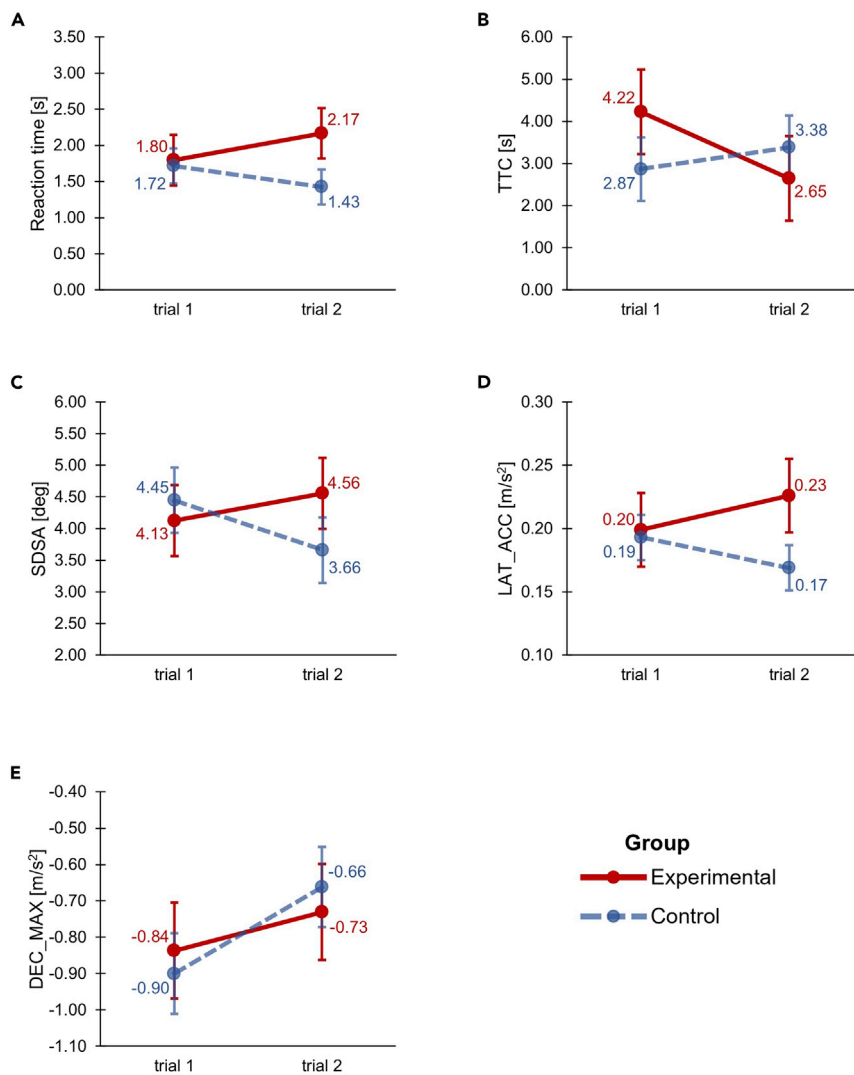 A
Reaction time [s]
3.50
3.00
2.50
2.00
1.50
1.00
0.50
0.00
1.80
1.72
2.17
1.43
trial 1
trial 2
B
TTC [s]
6.00
5.00
4.00
3.00
2.00
1.00
0.00
4.22
2.87
3.38
2.65
trial 1
trial 2
C
SDSA [deg]
6.00
5.50
5.00
4.50
4.00
3.50
3.00
2.50
2.00
4.45
4.13
4.56
3.66
trial 1
trial 2
D
LAT_ACC [m/s²]
0.30
0.25
0.20
0.15
0.10
0.20
0.19
0.23
0.17
trial 1
trial 2
E
DEC_MAX [m/s²]
-0.40
-0.50
-0.60
-0.70
-0.80
-0.90
-1.00
-1.10
-0.84
-0.90
-0.66
-0.73
trial 1
trial 2
Group
Experimental
Control